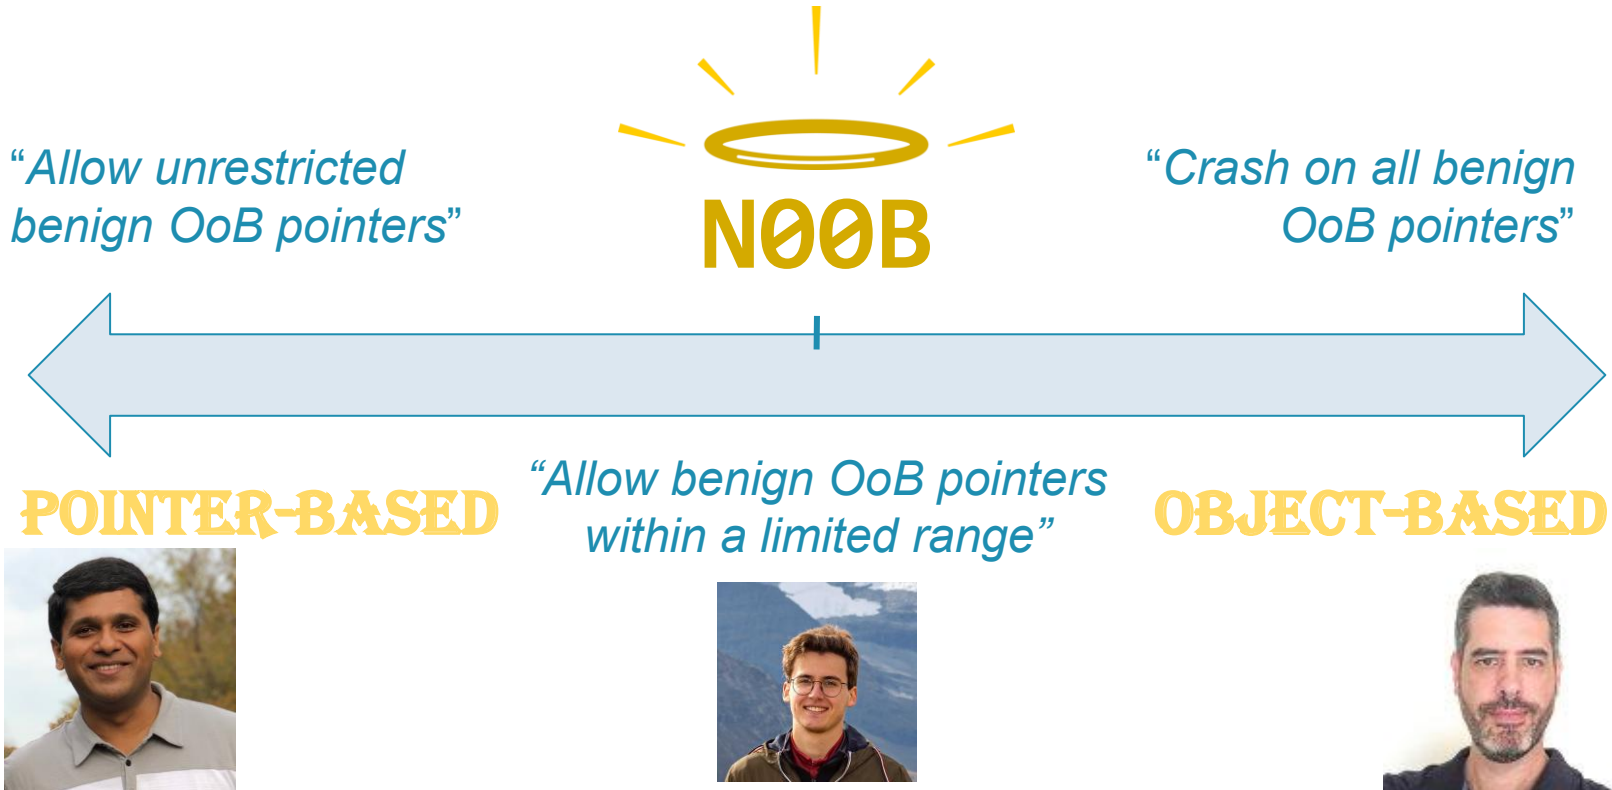 “Allow unrestricted
benign OoB pointers”
N00B
“Crash on all benign
OoB pointers”
POINTER-BASED
“Allow benign OoB pointers
within a limited range”
OBJECT-BASED